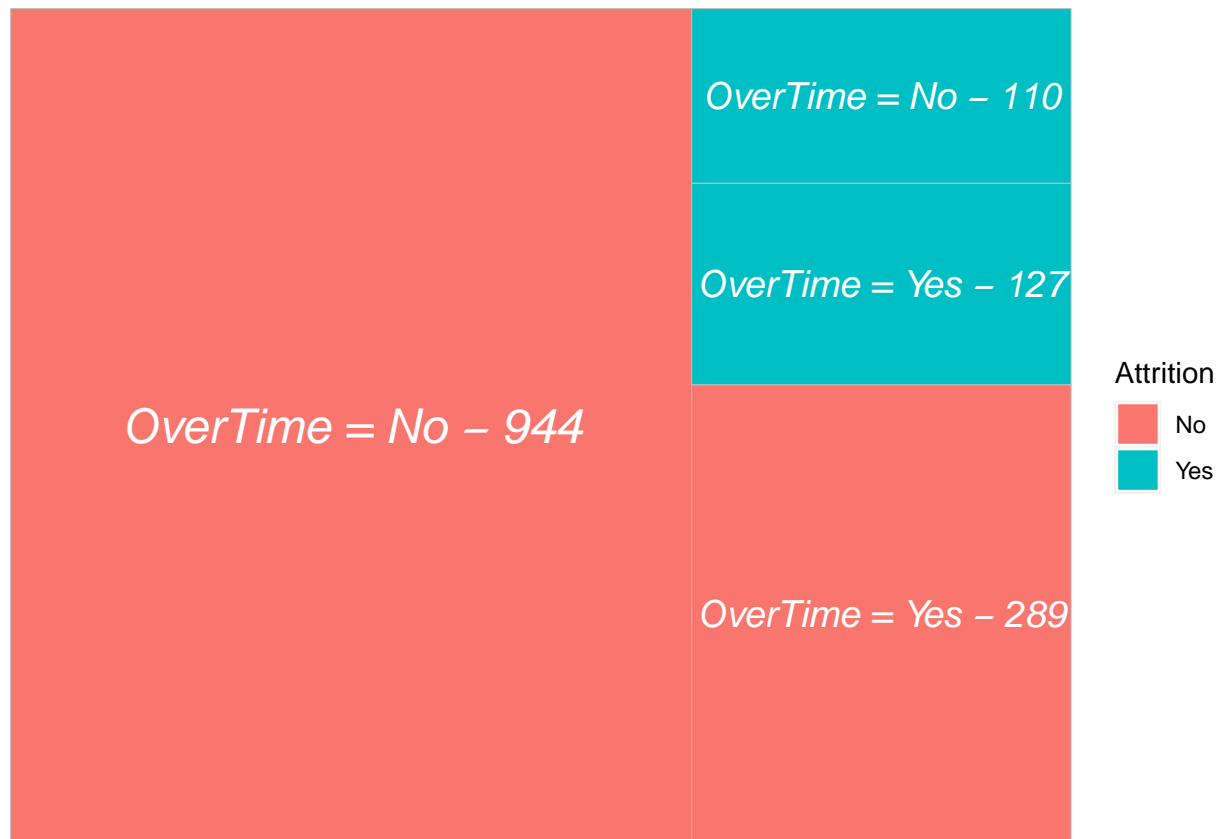 OverTime = No – 110
OverTime = Yes – 127
OverTime = No – 944
OverTime = Yes – 289
Attrition
No
Yes